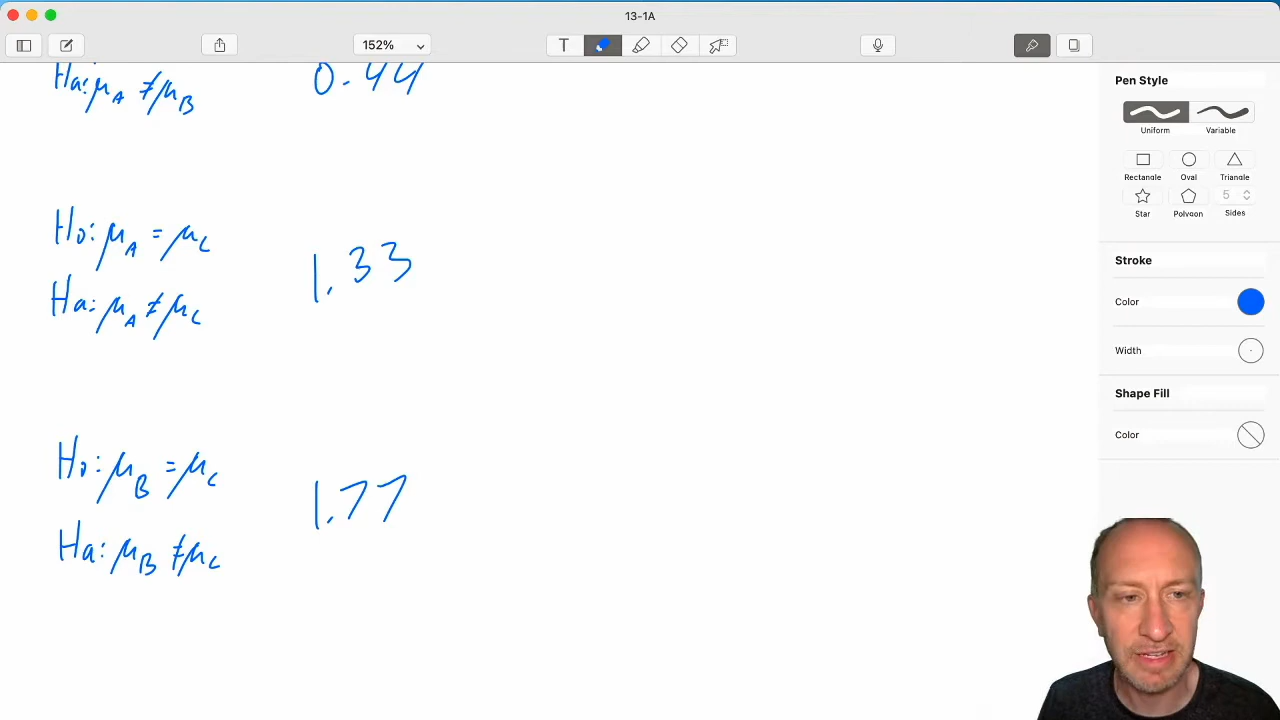 13-1A
152%
T
Ha: μA ≠ μB 0.44
H0: μA = μC
1.33
Ha: μA ≠ μC
H0: μB = μC
1.77
Ha: μB ≠ μC
Pen Style
Uniform Variable
Rectangle Oval Triangle
5
Star Polygon Sides
Stroke
Color
Width
Shape Fill
Color